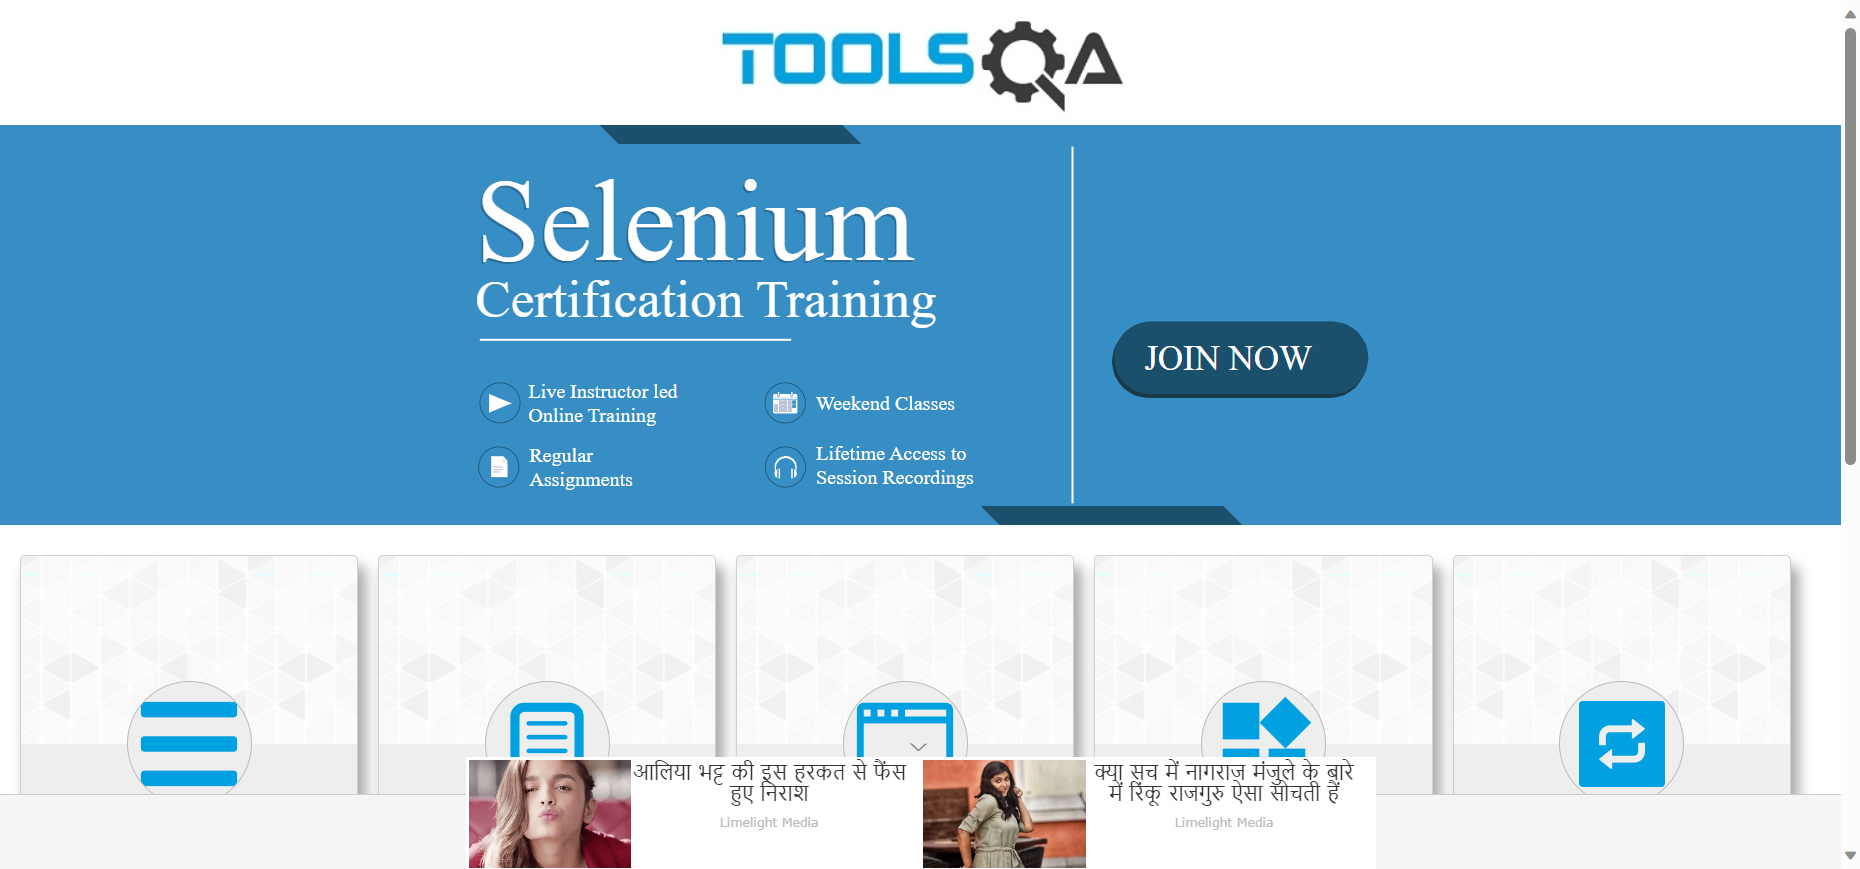 TOOLSQA
Selenium
Certification Training
JOIN NOW
Live Instructor led
Online Training
Weekend Classes
Regular
Assignments
Lifetime Access to
Session Recordings
आलिया भट्ट की इस हरकत से फैंस
हुए निराश
Limelight Media
क्या सच में नागराज मंजुले के बारे
में रिंकू राजगुरु ऐसा सोचती हैं
Limelight Media